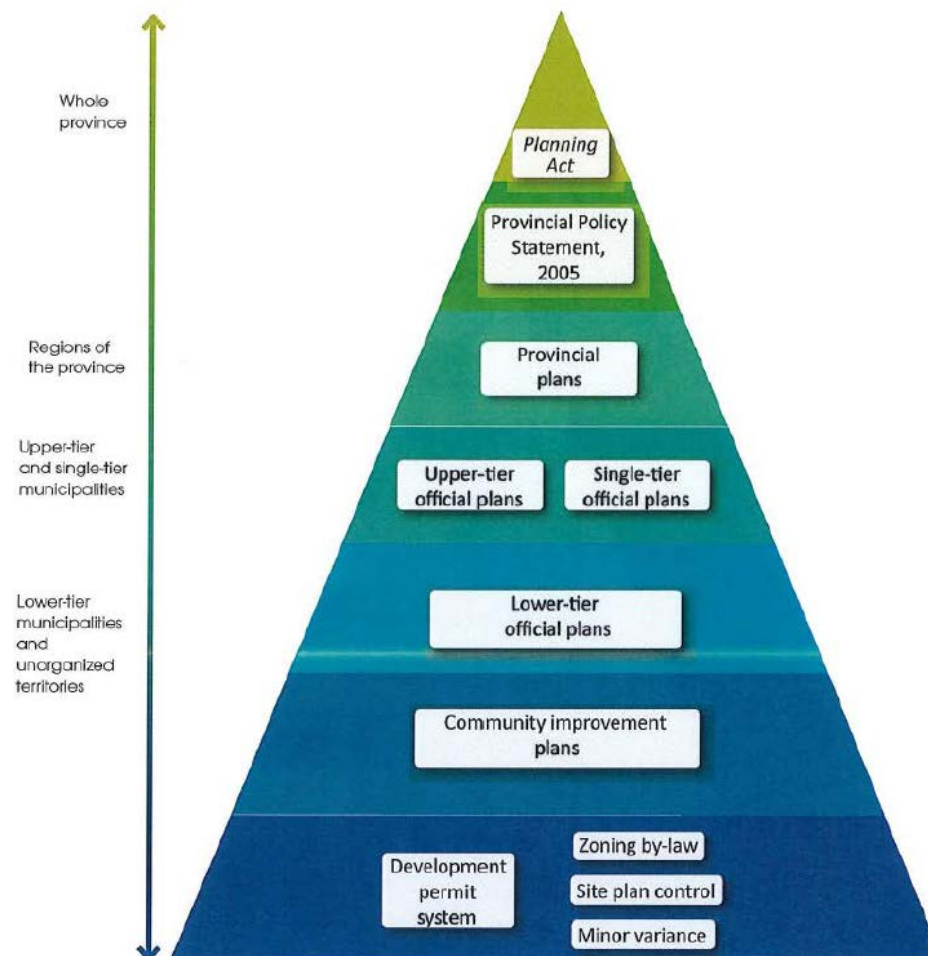 Whole
province
Planning
Act
Provincial Policy
Statement,
2005
Regions of
the province
Provincial
plans
Upper-tier
and single-tier
municipalities
Upper-tier
official plans
Single-tier
official plans
Lower-tier
municipalities
and
unorganized
territories
Lower-tier
official plans
Community improvement
plans
Development
permit
system
Zoning by-law
Site plan control
Minor variance